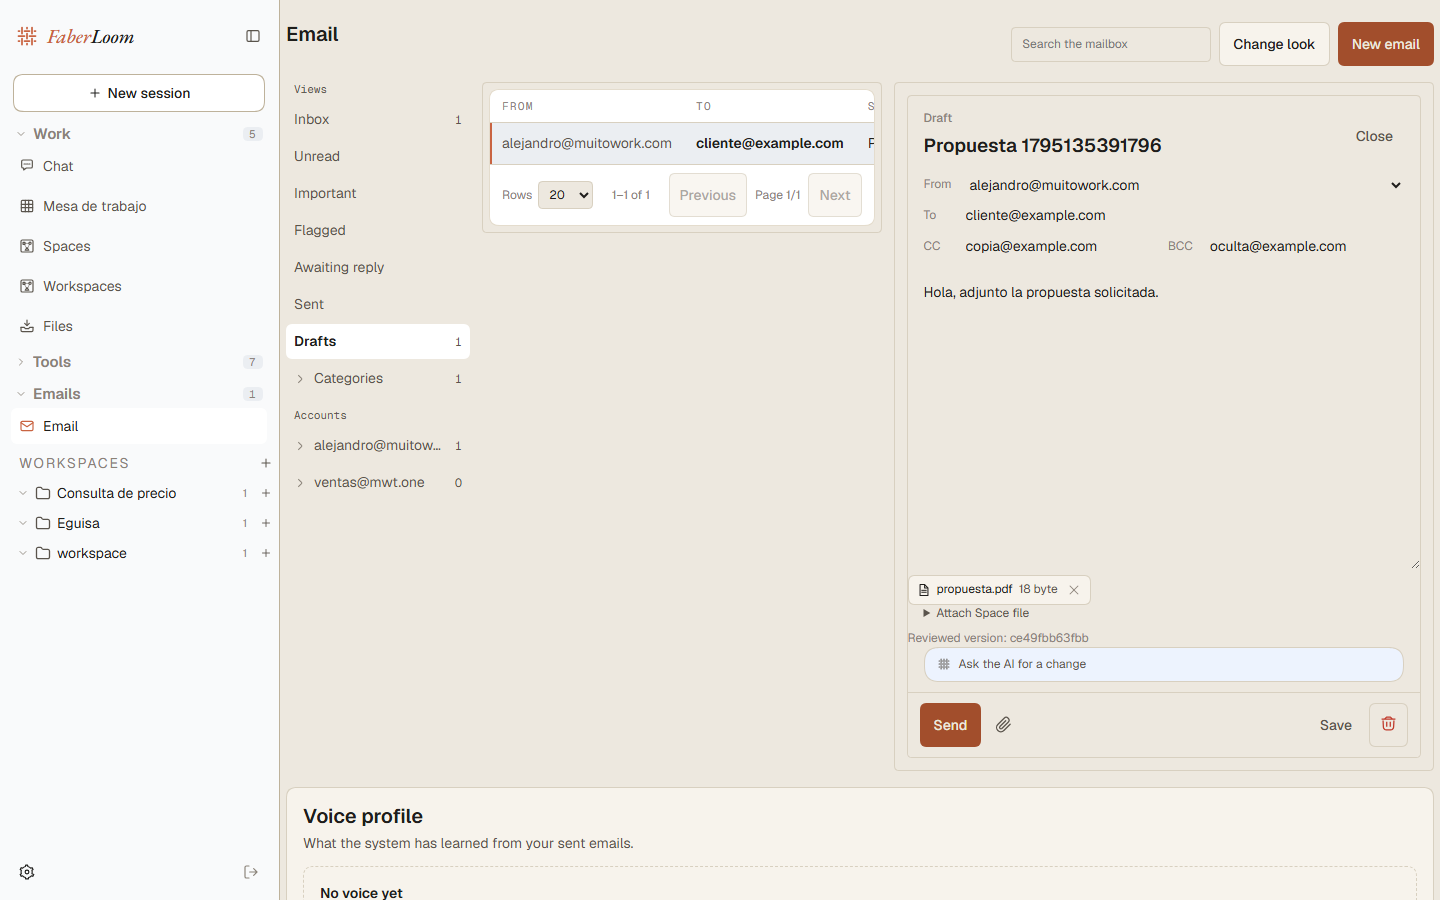 FaberLoom
+ New session
Work 5
Chat
Mesa de trabajo
Spaces
Workspaces
Files
Tools 7
Emails 1
Email
WORKSPACES +
Consulta de precio 1 +
Eguisa 1 +
workspace 1 +
Email
Search the mailbox
Change look
New email
Views
Inbox 1
Unread
Important
Flagged
Awaiting reply
Sent
Drafts 1
Categories 1
Accounts
alejandro@muitow... 1
ventas@mwt.one 0
FROM TO S
alejandro@muitowork.com cliente@example.com
Rows 20 1–1 of 1 Previous Page 1/1 Next
Draft
Propuesta 1795135391796
Close
From alejandro@muitowork.com
To cliente@example.com
CC copia@example.com BCC oculta@example.com
Hola, adjunto la propuesta solicitada.
propuesta.pdf 18 byte
Attach Space file
Reviewed version: ce49fbb63fbb
Ask the AI for a change
Send Save
Voice profile
What the system has learned from your sent emails.
No voice yet